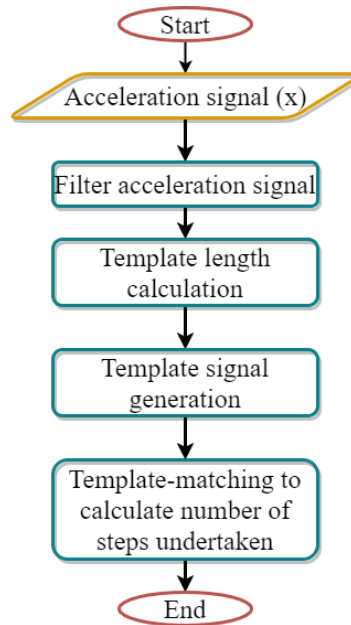 Start
Acceleration signal (x)
Filter acceleration signal
Template length
calculation
Template signal
generation
Template-matching to
calculate number of
steps undertaken
End